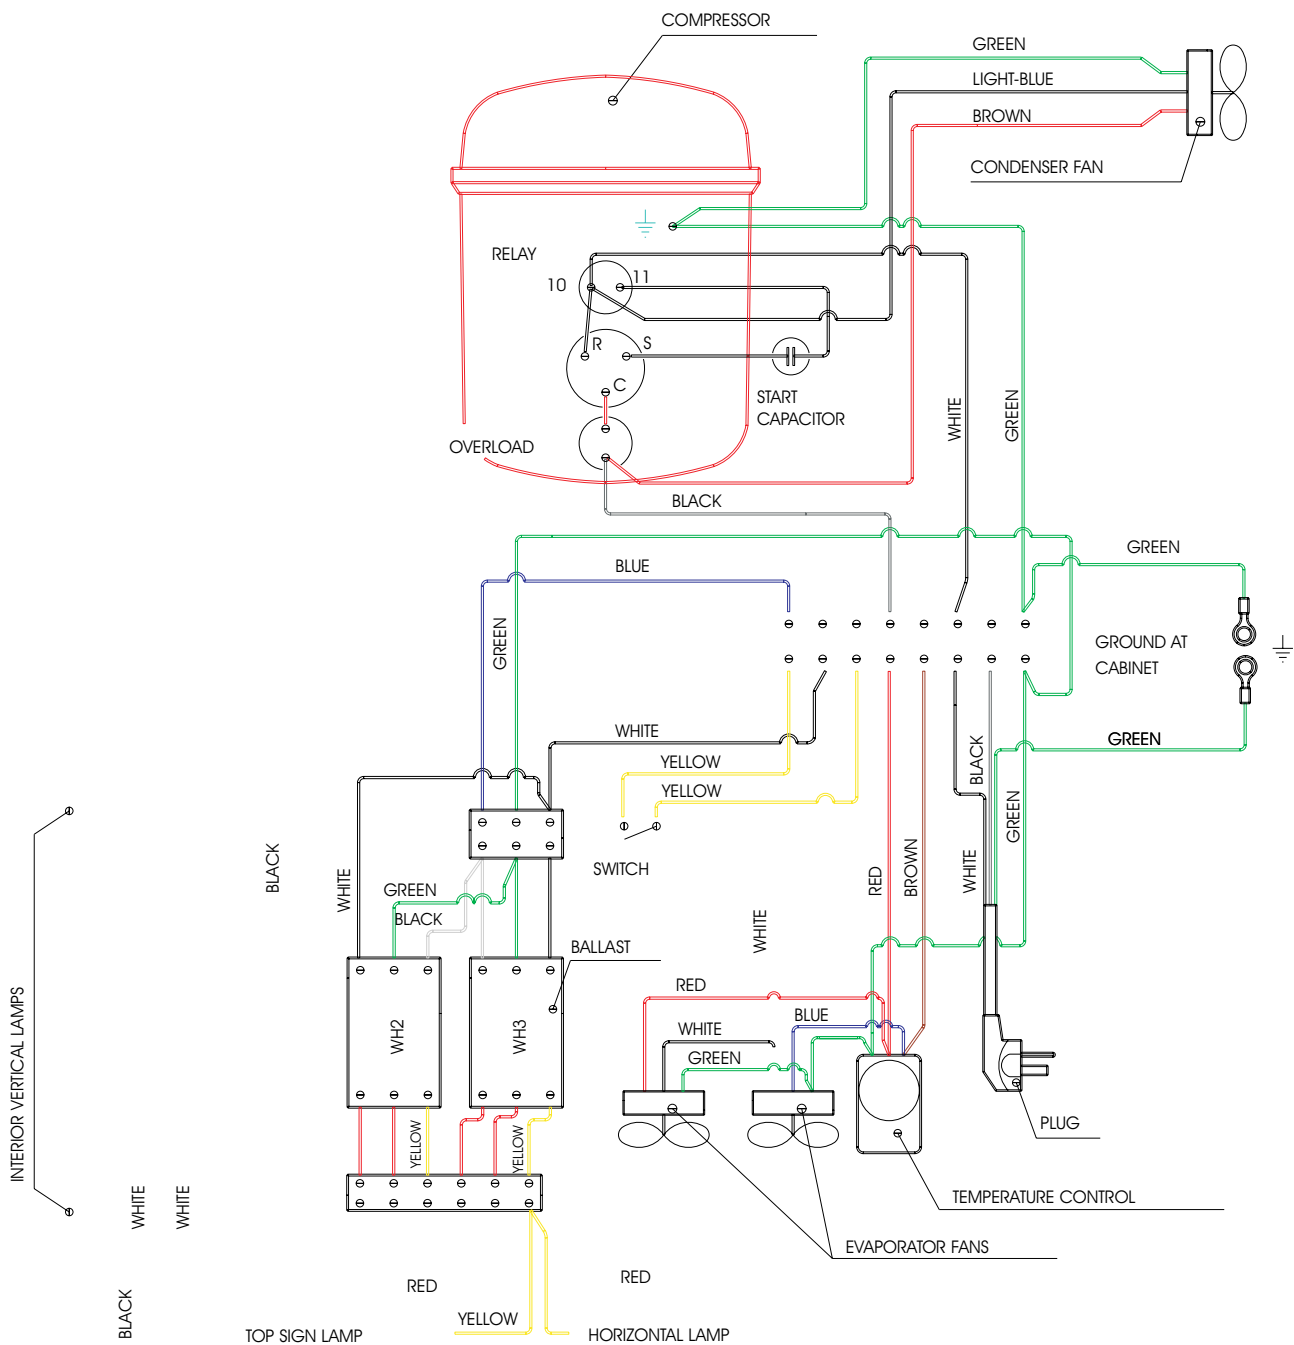 COMPRESSOR
GREEN
LIGHT-BLUE
BROWN
CONDENSER FAN
RELAY
10
11
R
S
C
START
CAPACITOR
WHITE
GREEN
OVERLOAD
BLACK
GREEN
BLUE
GREEN
GROUND AT
CABINET
WHITE
YELLOW
YELLOW
BLACK
GREEN
GREEN
SWITCH
BLACK
WHITE
GREEN
BLACK
RED
BROWN
WHITE
WHITE
BALLAST
RED
BLUE
WHITE
GREEN
WH2
WH3
INTERIOR VERTICAL LAMPS
YELLOW
YELLOW
PLUG
TEMPERATURE CONTROL
EVAPORATOR FANS
WHITE
WHITE
BLACK
RED
RED
YELLOW
TOP SIGN LAMP
HORIZONTAL LAMP